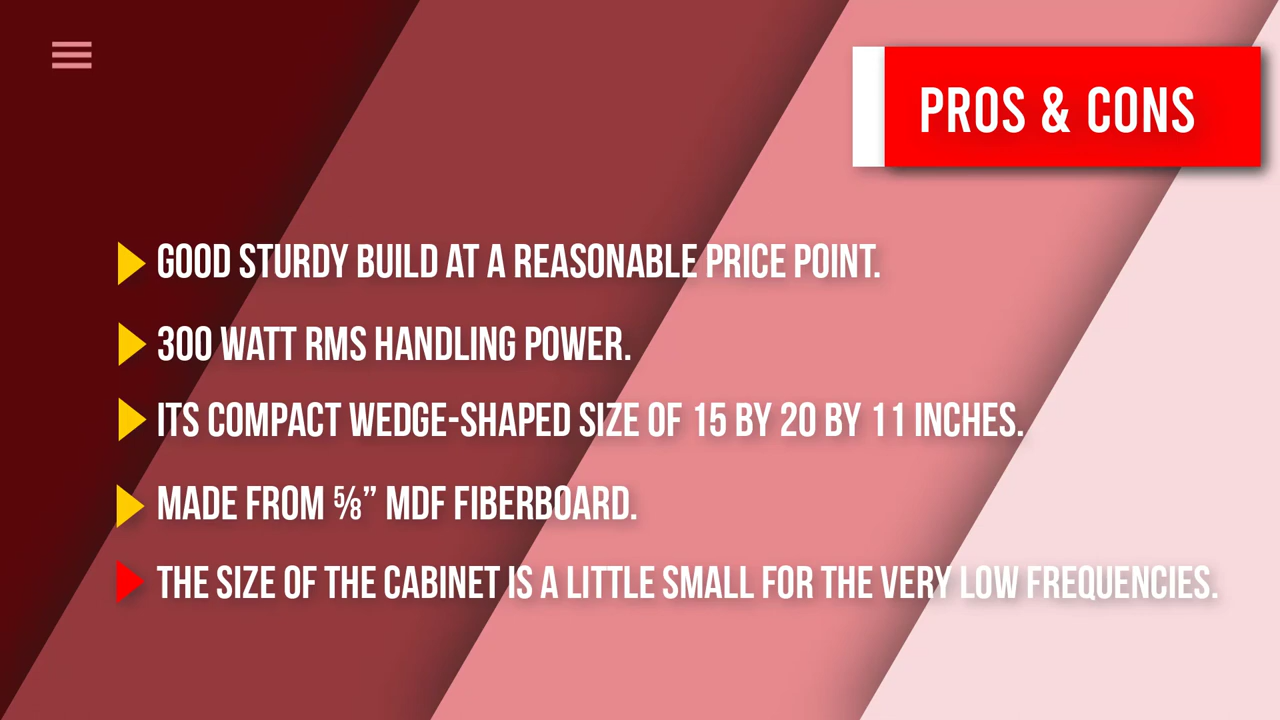 PROS & CONS
GOOD STURDY BUILD AT A REASONABLE PRICE POINT.
300 WATT RMS HANDLING POWER.
ITS COMPACT WEDGE-SHAPED SIZE OF 15 BY 20 BY 11 INCHES.
MADE FROM ⅝” MDF FIBERBOARD.
THE SIZE OF THE CABINET IS A LITTLE SMALL FOR THE VERY LOW FREQUENCIES.